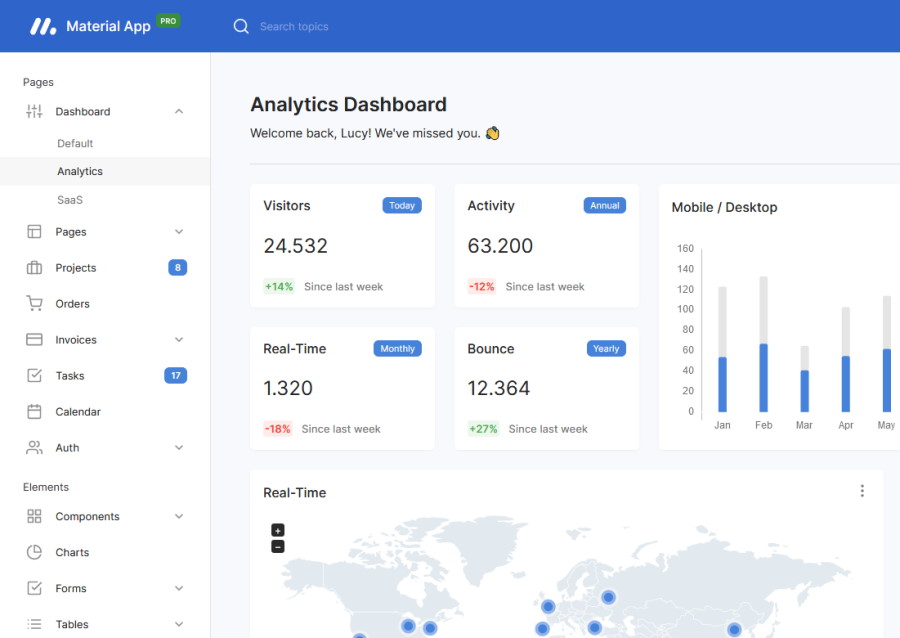 Material App PRO
Search topics
Pages
Dashboard
Default
Analytics
SaaS
Pages
Projects 8
Orders
Invoices
Tasks 17
Calendar
Auth
Elements
Components
Charts
Forms
Tables
Analytics Dashboard
Welcome back, Lucy! We've missed you. 👋
Visitors Today
24.532
+14% Since last week
Activity Annual
63.200
-12% Since last week
Real-Time Monthly
1.320
-18% Since last week
Bounce Yearly
12.364
+27% Since last week
Mobile / Desktop
160
140
120
100
80
60
40
20
0
Jan Feb Mar Apr May
Real-Time
+
−